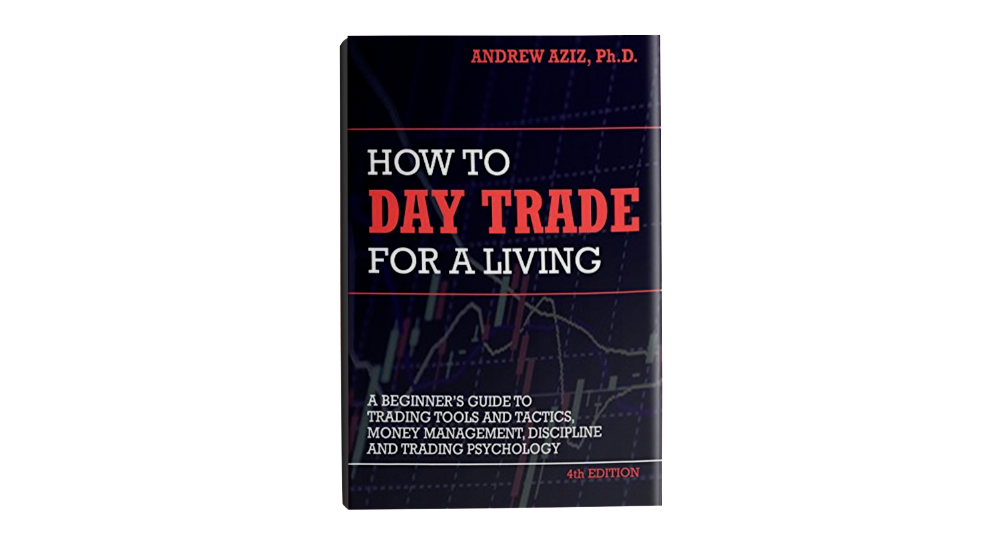 ANDREW AZIZ, Ph.D.
HOW TO
DAY TRADE
FOR A LIVING
A BEGINNER'S GUIDE TO
TRADING TOOLS AND TACTICS,
MONEY MANAGEMENT, DISCIPLINE
AND TRADING PSYCHOLOGY
4th EDITION